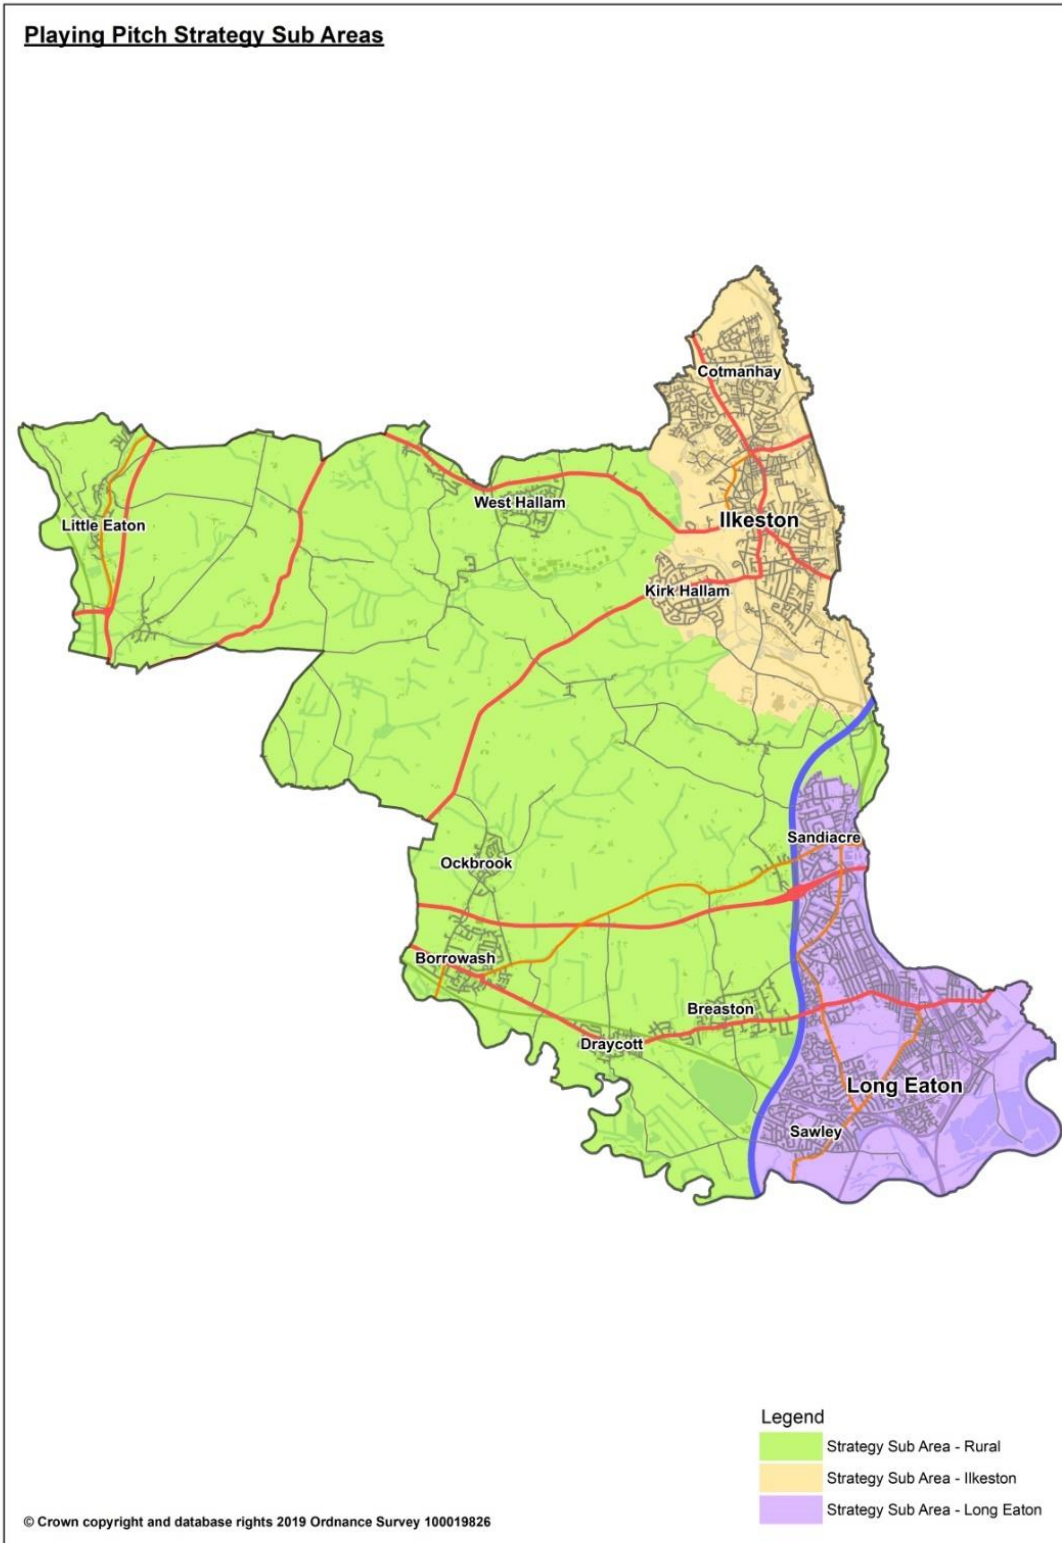 Playing Pitch Strategy Sub Areas
Cotmanhay
West Hallam
Ilkeston
Little Eaton
Kirk Hallam
Sandiacre
Ockbrook
Borrowash
Breaston
Draycott
Long Eaton
Sawley
Legend
Strategy Sub Area - Rural
Strategy Sub Area - Ilkeston
Strategy Sub Area - Long Eaton
© Crown copyright and database rights 2019 Ordnance Survey 100019826